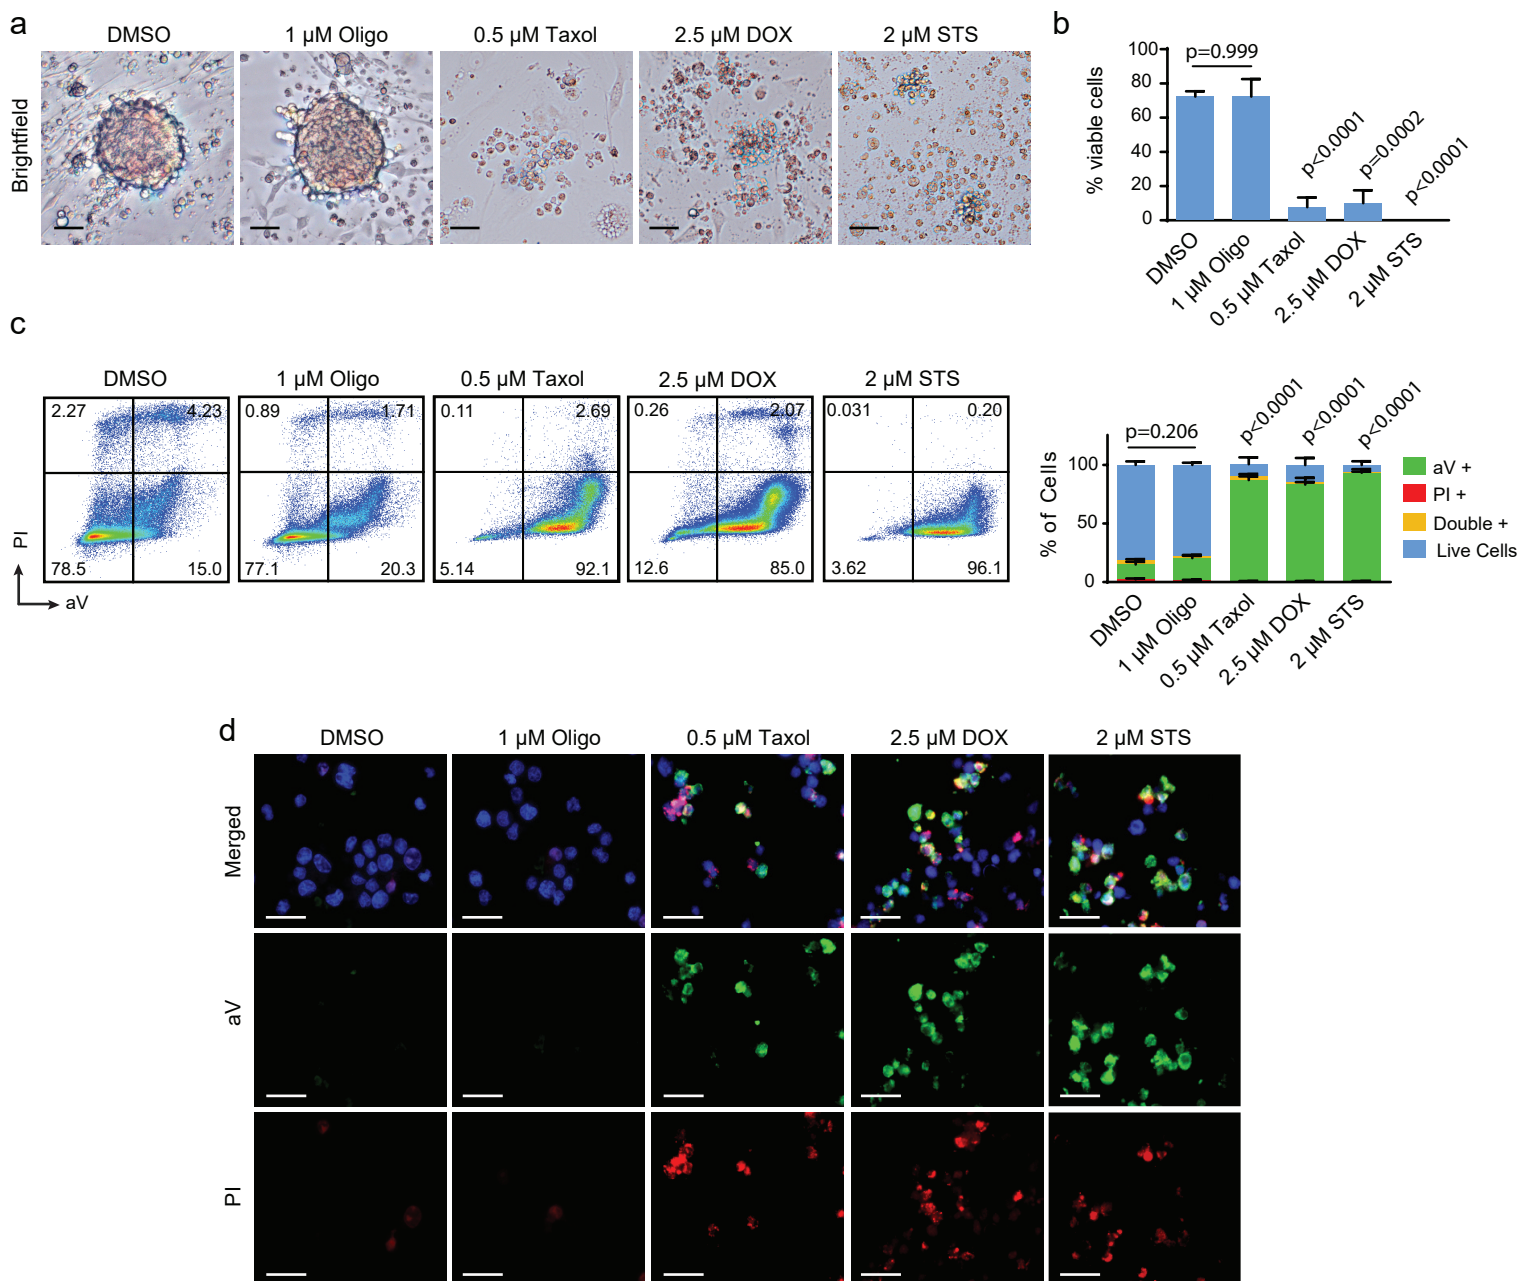 a
DMSO
1 µM Oligo
0.5 µM Taxol
2.5 µM DOX
2 µM STS
Brightfield
b
% viable cells
100
80
60
40
20
0
p=0.999
p<0.0001
p=0.0002
p<0.0001
DMSO
1 µM Oligo
0.5 µM Taxol
2.5 µM DOX
2 µM STS
c
DMSO
1 µM Oligo
0.5 µM Taxol
2.5 µM DOX
2 µM STS
2.27 4.23
0.89 1.71
0.11 2.69
0.26 2.07
0.031 0.20
78.5 15.0
77.1 20.3
5.14 92.1
12.6 85.0
3.62 96.1
PI
aV
% of Cells
100
50
0
p=0.206
p<0.0001
p<0.0001
p<0.0001
DMSO
1 µM Oligo
0.5 µM Taxol
2.5 µM DOX
2 µM STS
aV +
PI +
Double +
Live Cells
d
DMSO
1 µM Oligo
0.5 µM Taxol
2.5 µM DOX
2 µM STS
Merged
aV
PI